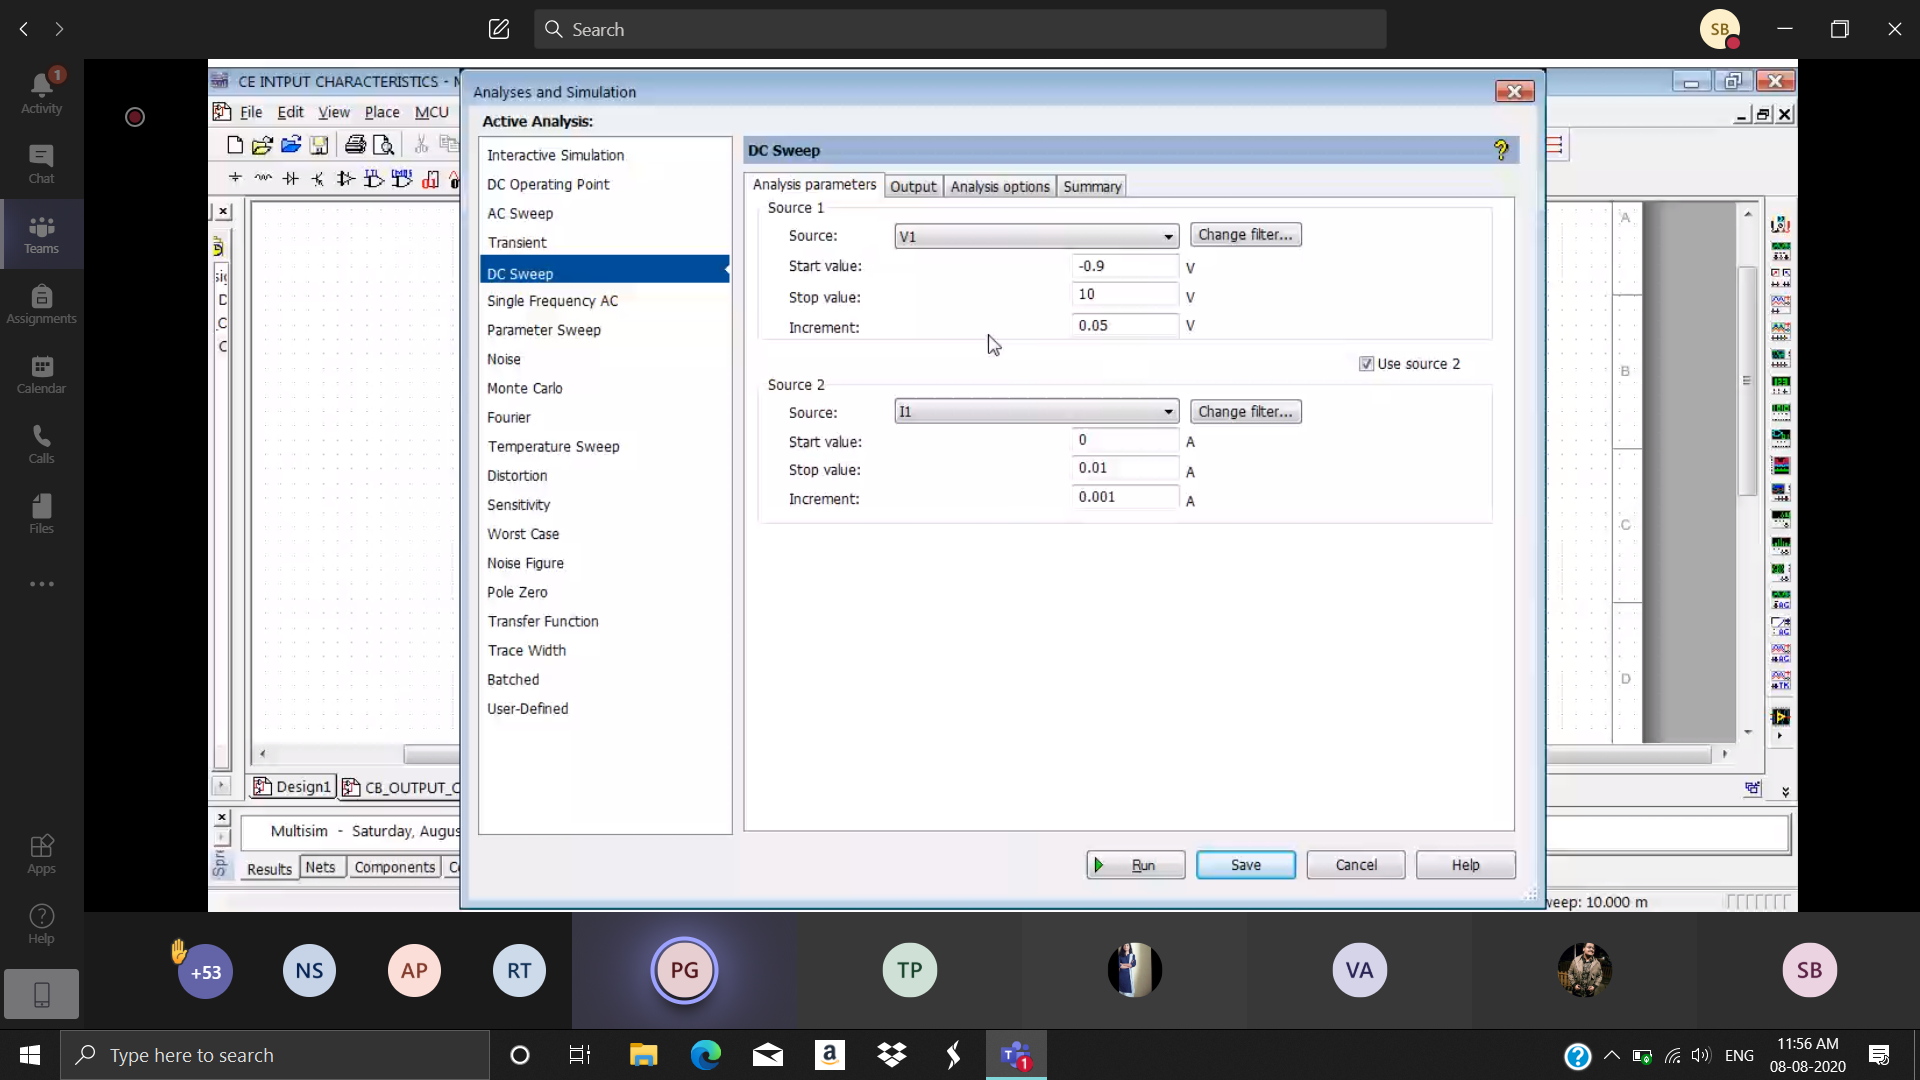 Search
SB
1
Activity
Chat
Teams
Assignments
Calendar
Calls
Files
Apps
Help
CE INTPUT CHARACTERISTICS - M
File Edit View Place MCU
Design1
CB_OUTPUT_C
Multisim - Saturday, Augus
Results Nets Components
Analyses and Simulation
Active Analysis:
Interactive Simulation
DC Operating Point
AC Sweep
Transient
DC Sweep
Single Frequency AC
Parameter Sweep
Noise
Monte Carlo
Fourier
Temperature Sweep
Distortion
Sensitivity
Worst Case
Noise Figure
Pole Zero
Transfer Function
Trace Width
Batched
User-Defined
DC Sweep
Analysis parameters Output Analysis options Summary
Source 1
Source: V1 Change filter...
Start value: -0.9 V
Stop value: 10 V
Increment: 0.05 V
Use source 2
Source 2
Source: I1 Change filter...
Start value: 0 A
Stop value: 0.01 A
Increment: 0.001 A
Run Save Cancel Help
A
B
C
D
weep: 10.000 m
+53 NS AP RT PG TP VA SB
Type here to search
1
ENG
11:56 AM
08-08-2020